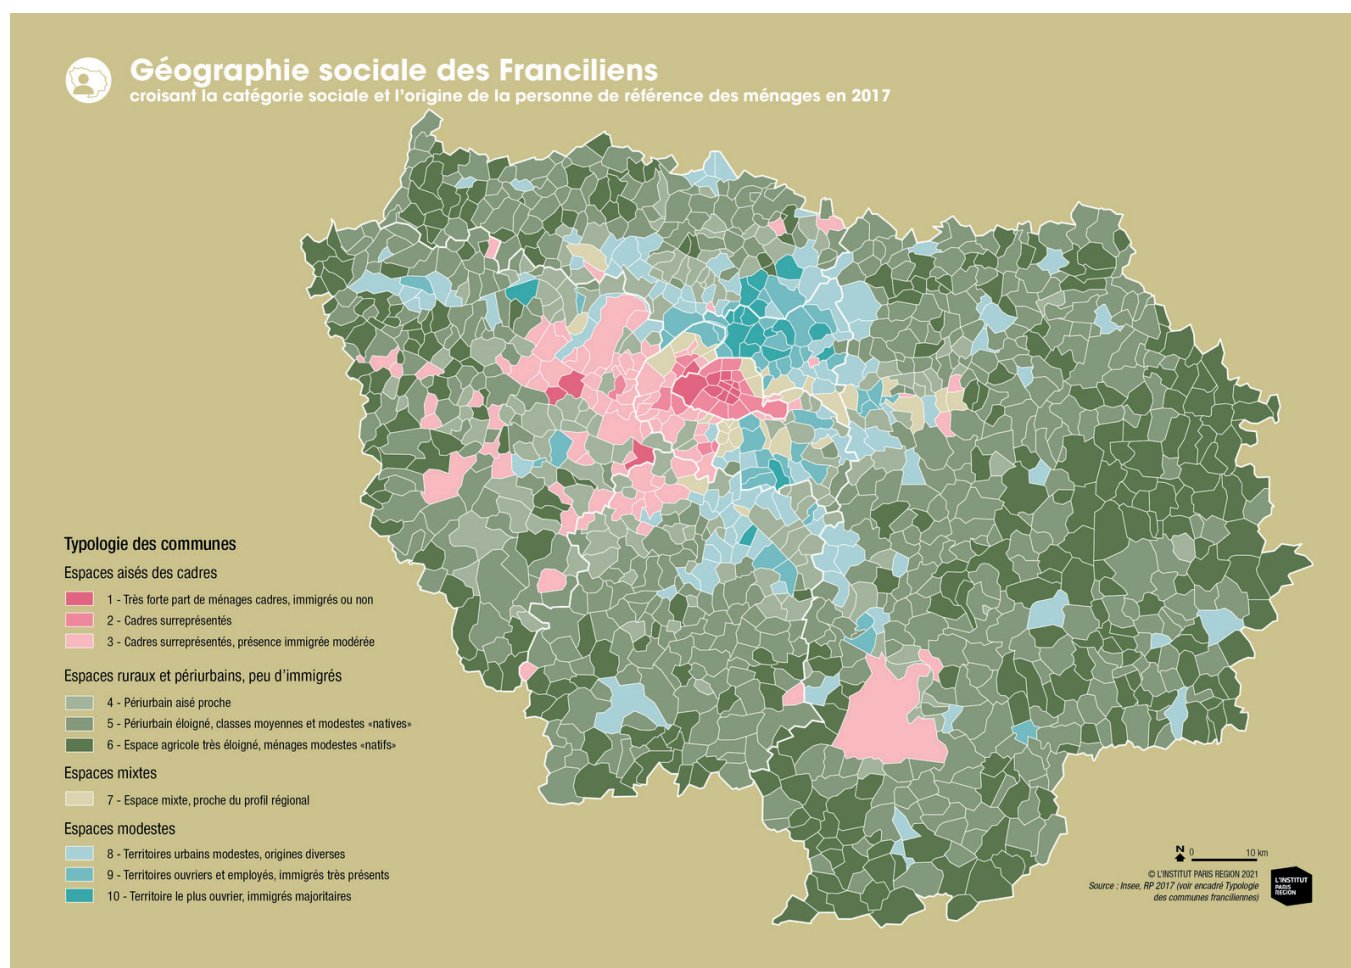 Géographie sociale des Franciliens
croisant la catégorie sociale et l'origine de la personne de référence des ménages en 2017
Typologie des communes
Espaces aisés des cadres
1 - Très forte part de ménages cadres, immigrés ou non
2 - Cadres surreprésentés
3 - Cadres surreprésentés, présence immigrée modérée
Espaces ruraux et périurbains, peu d'immigrés
4 - Périurbain aisé proche
5 - Périurbain éloigné, classes moyennes et modestes «natives»
6 - Espace agricole très éloigné, ménages modestes «natifs»
Espaces mixtes
7 - Espace mixte, proche du profil régional
Espaces modestes
8 - Territoires urbains modestes, origines diverses
9 - Territoires ouvriers et employés, immigrés très présents
10 - Territoire le plus ouvrier, immigrés majoritaires
N 0 10 km
© L'INSTITUT PARIS REGION 2021
Source : Insee, RP 2017 (voir encadré Typologie
des communes franciliennes)
L'INSTITUT
PARIS
REGION